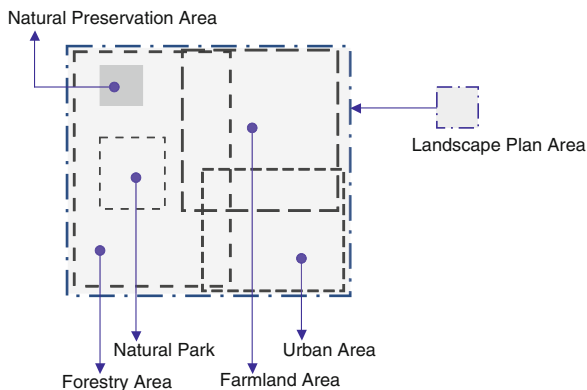 Natural Preservation Area
Landscape Plan Area
Natural Park
Urban Area
Forestry Area
Farmland Area